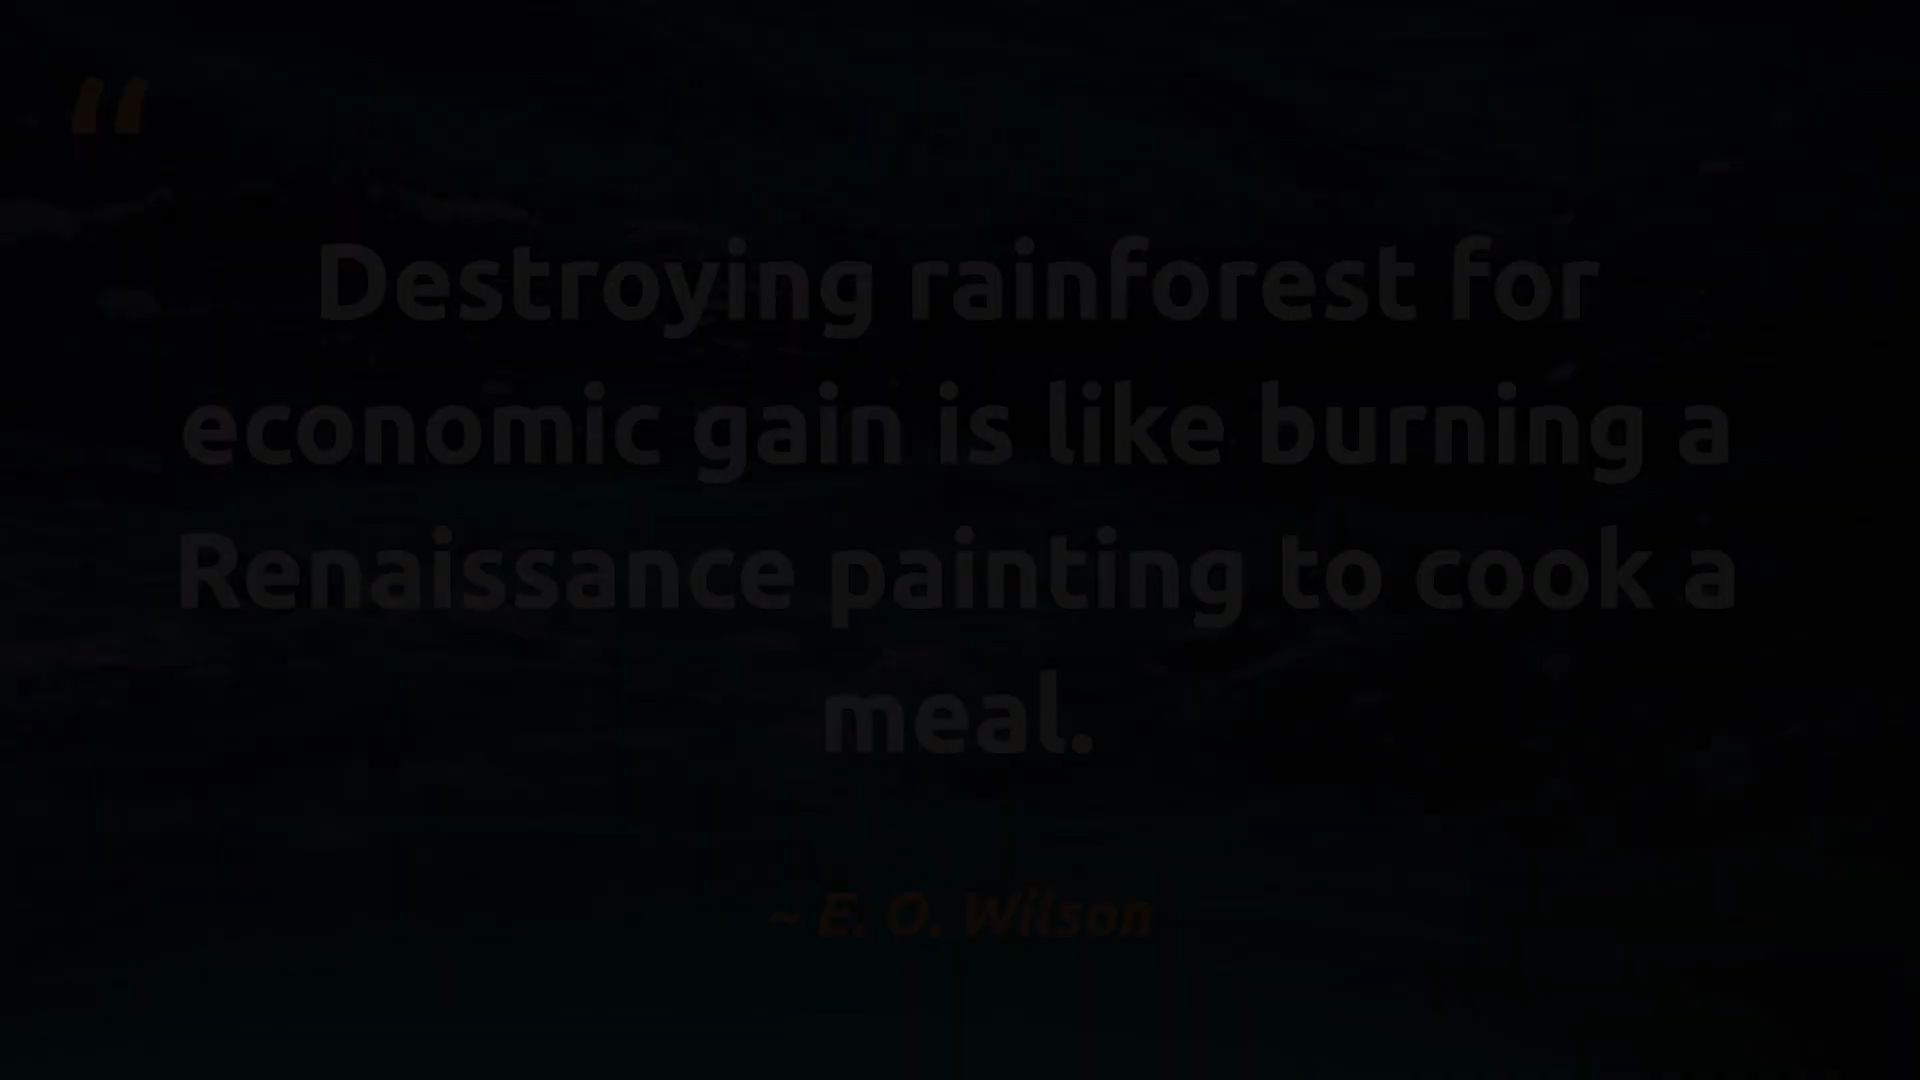 “
Destroying rainforest for
economic gain is like burning a
Renaissance painting to cook a
meal.
~ E. O. Wilson